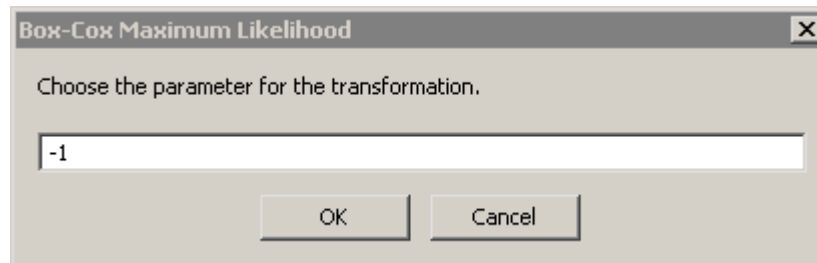 Box-Cox Maximum Likelihood
Choose the parameter for the transformation.
-1
OK Cancel